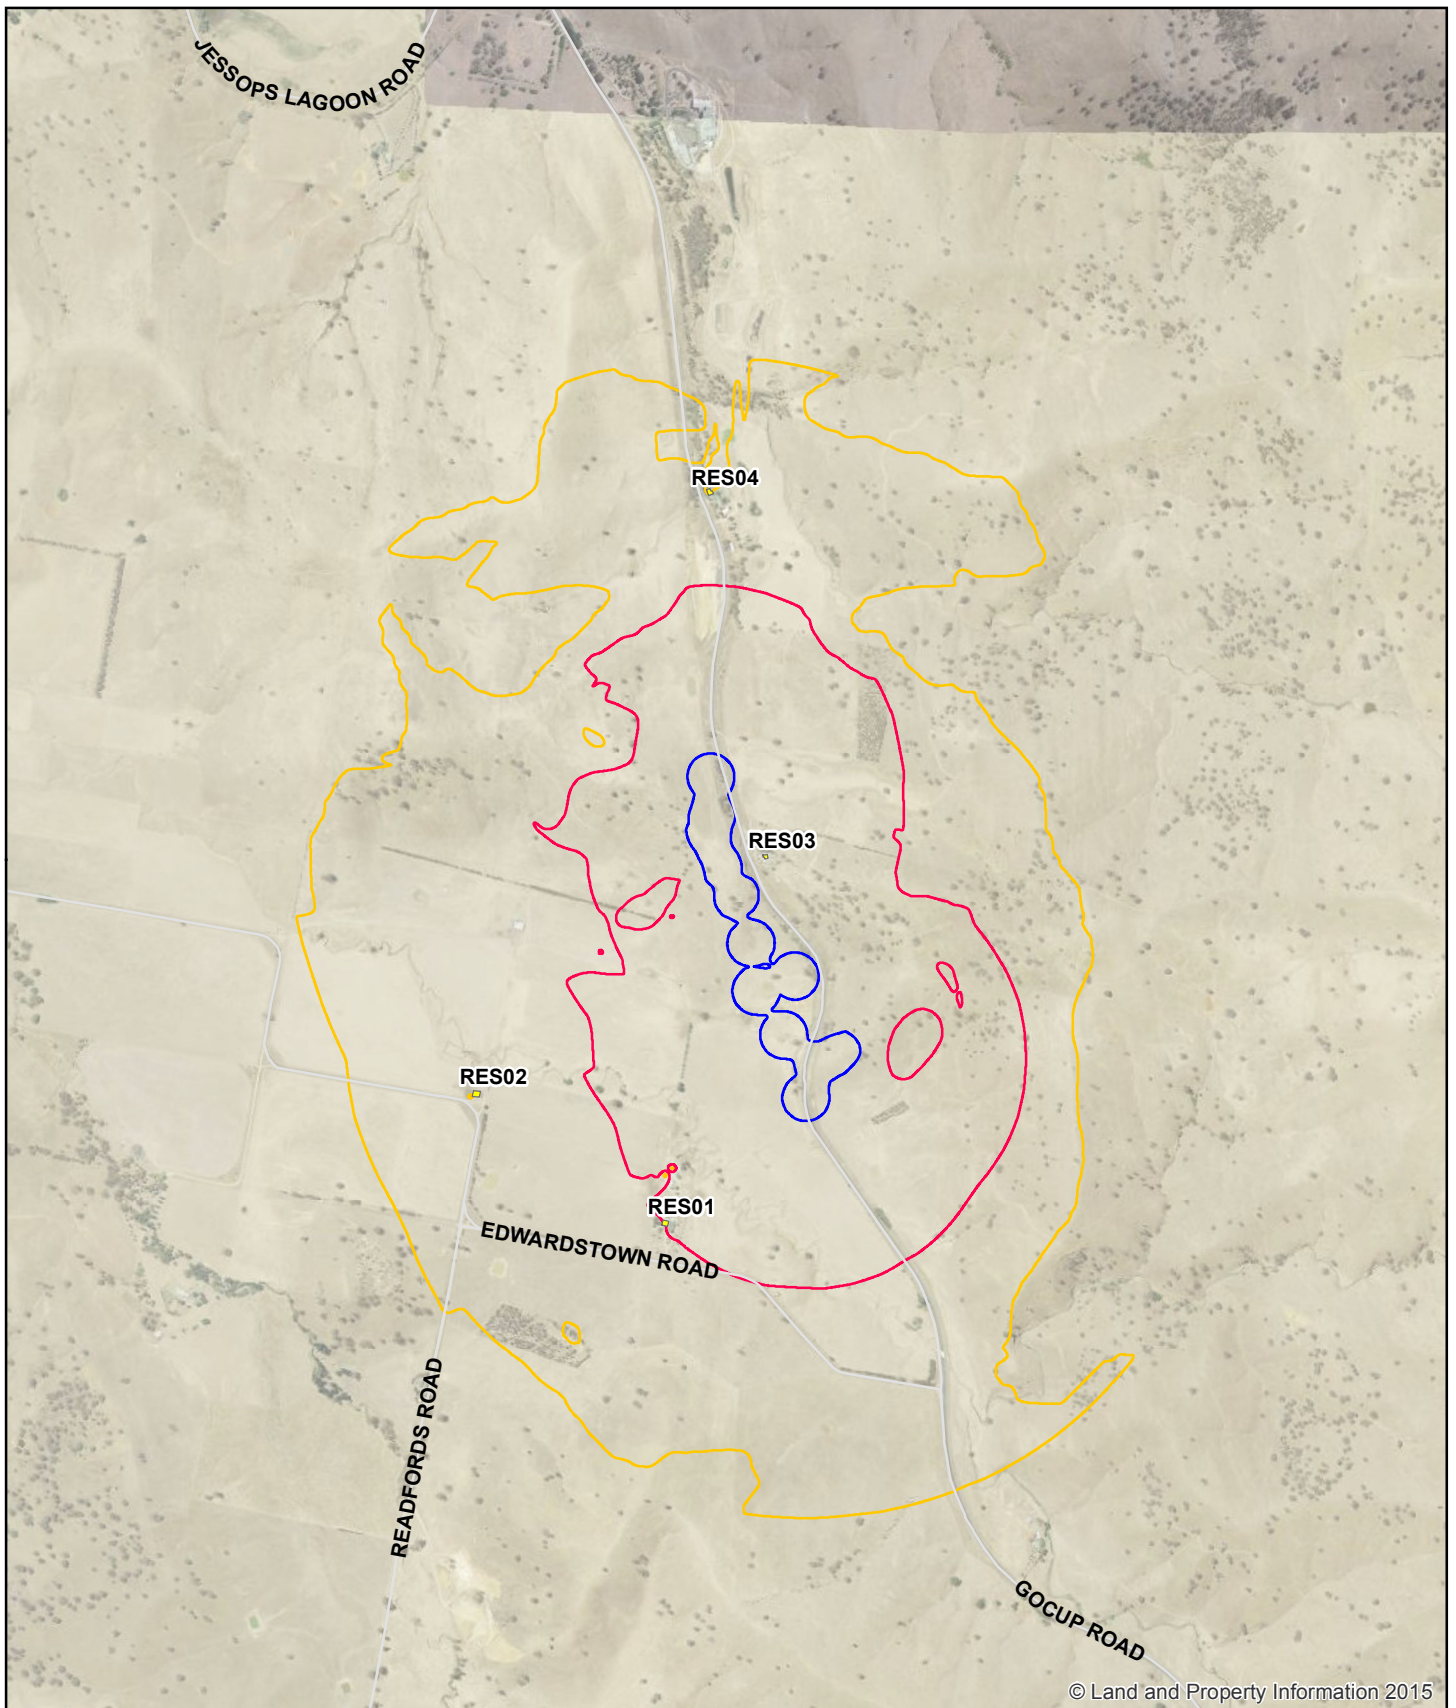 JESSOPS LAGOON ROAD
RES04
RES03
RES02
RES01
EDWARDSTOWN ROAD
READFORDS ROAD
GOCUP ROAD
© Land and Property Information 2015